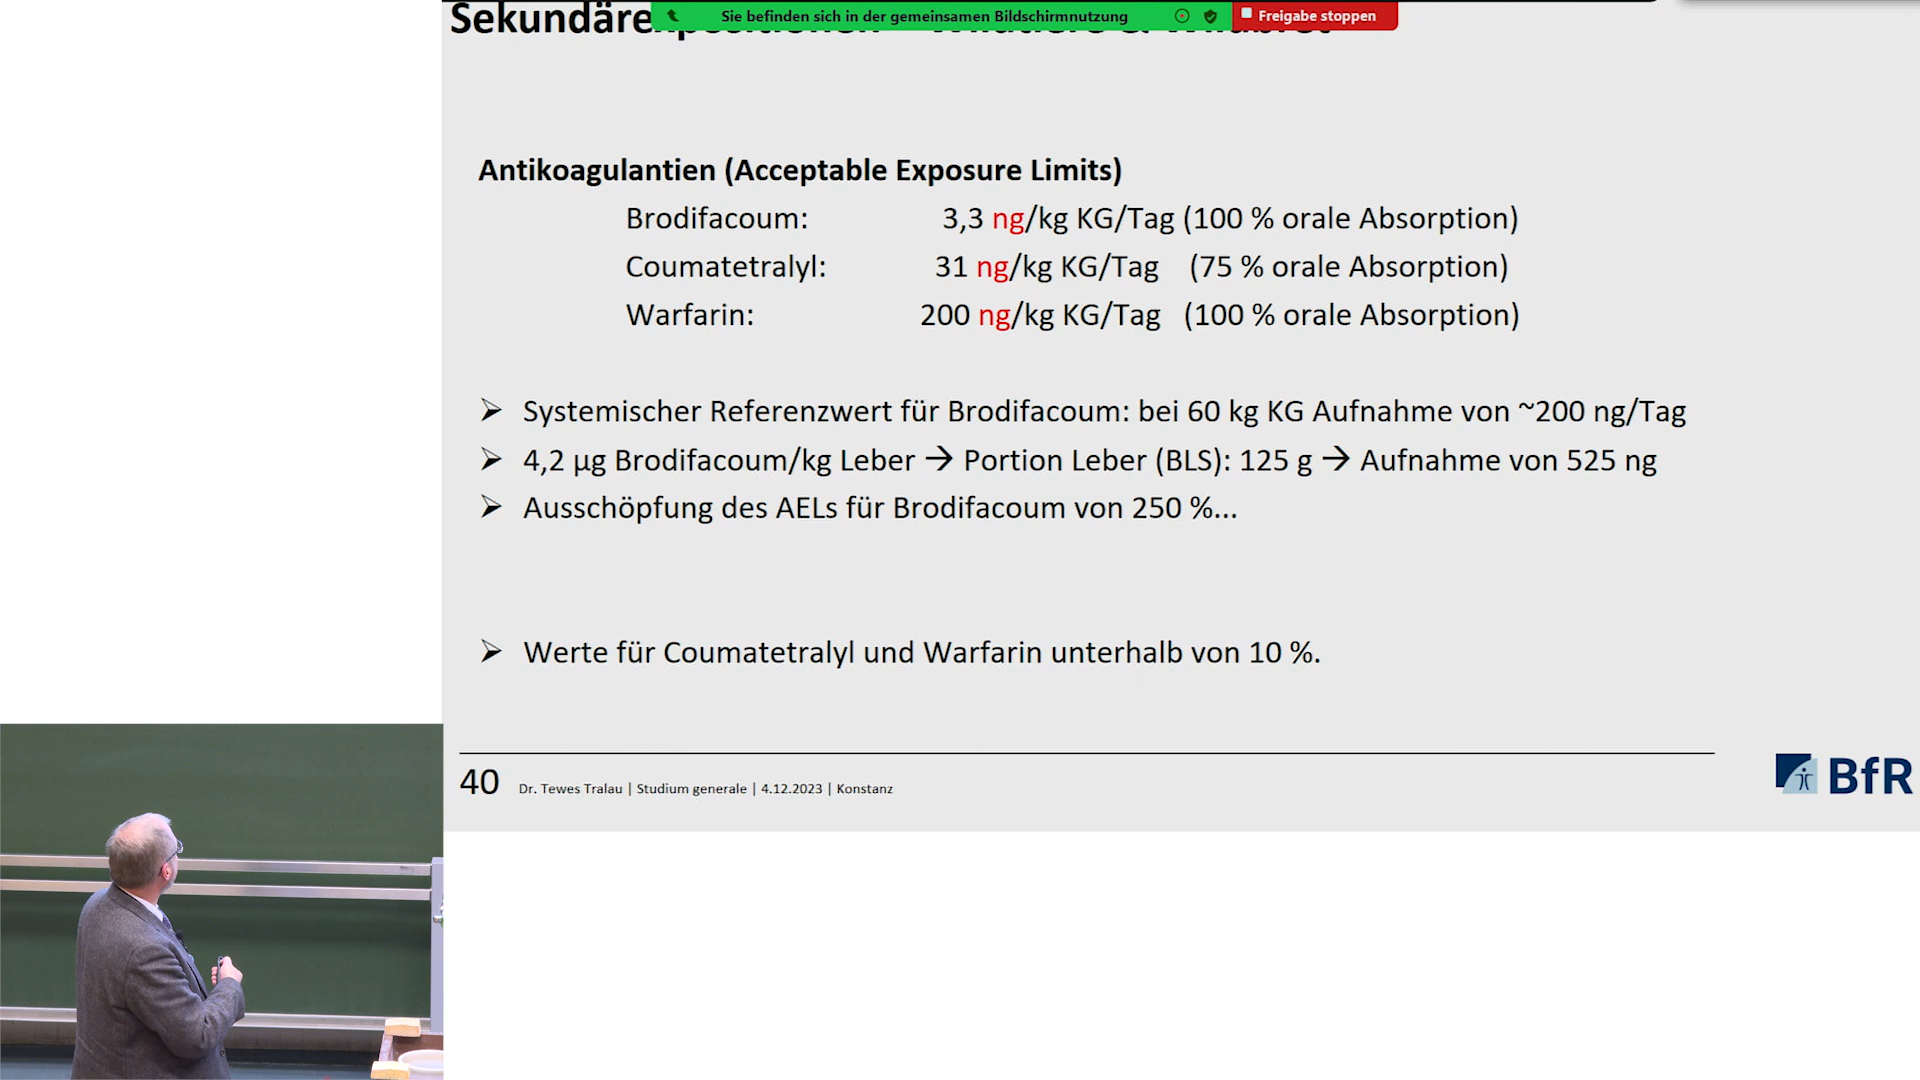 Sie befinden sich in der gemeinsamen Bildschirmnutzung
Freigabe stoppen
Antikoagulantien (Acceptable Exposure Limits)
Brodifacoum: 3,3 ng/kg KG/Tag (100 % orale Absorption)
Coumatetralyl: 31 ng/kg KG/Tag (75 % orale Absorption)
Warfarin: 200 ng/kg KG/Tag (100 % orale Absorption)
➢ Systemischer Referenzwert für Brodifacoum: bei 60 kg KG Aufnahme von ~200 ng/Tag
➢ 4,2 µg Brodifacoum/kg Leber → Portion Leber (BLS): 125 g → Aufnahme von 525 ng
➢ Ausschöpfung des AELs für Brodifacoum von 250 %...
➢ Werte für Coumatetralyl und Warfarin unterhalb von 10 %.
40 Dr. Tewes Tralau | Studium generale | 4.12.2023 | Konstanz
BfR